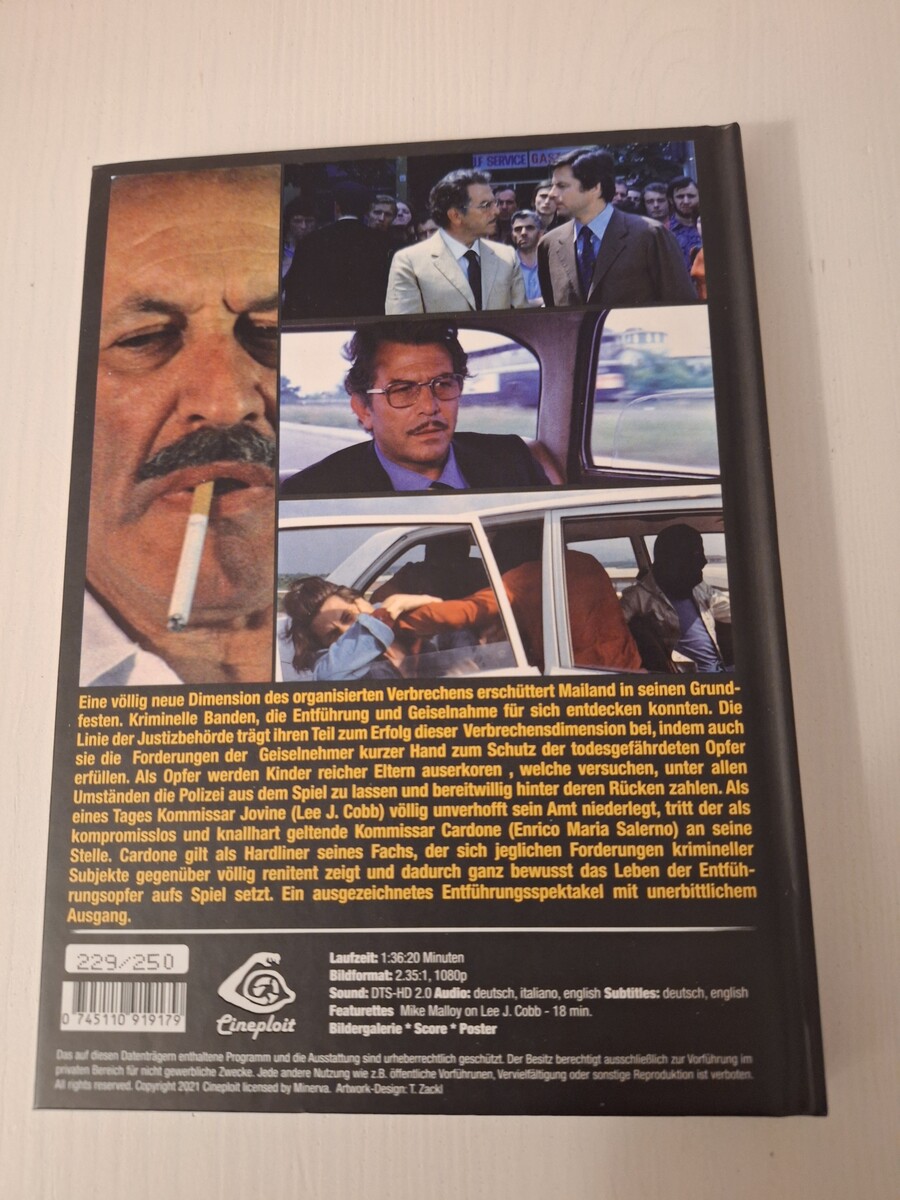 LF SERVICE GAS
Eine völlig neue Dimension des organisierten Verbrechens erschüttert Mailand in seinen Grund-
festen. Kriminelle Banden, die Entführung und Geiselnahme für sich entdecken konnten. Die
Linie der Justizbehörde trägt ihren Teil zum Erfolg dieser Verbrechensdimension bei, indem auch
sie die Forderungen der Geiselnehmer kurzer Hand zum Schutz der todesgefährdeten Opfer
erfüllen. Als Opfer werden Kinder reicher Eltern auserkoren , welche versuchen, unter allen
Umständen die Polizei aus dem Spiel zu lassen und bereitwillig hinter deren Rücken zahlen. Als
eines Tages Kommissar Jovine (Lee J. Cobb) völlig unverhofft sein Amt niederlegt, tritt der als
kompromisslos und knallhart geltende Kommissar Cardone (Enrico Maria Salerno) an seine
Stelle. Cardone gilt als Hardliner seines Fachs, der sich jeglichen Forderungen krimineller
Subjekte gegenüber völlig renitent zeigt und dadurch ganz bewusst das Leben der Entfüh-
rungsopfer aufs Spiel setzt. Ein ausgezeichnetes Entführungsspektakel mit unerbittlichem
Ausgang.
229/250
0 745110 919179
Cineploit
Laufzeit: 1:36:20 Minuten
Bildformat: 2.35:1, 1080p
Sound: DTS-HD 2.0 Audio: deutsch, italiano, english Subtitles: deutsch, english
Featurettes Mike Malloy on Lee J. Cobb - 18 min.
Bildergalerie * Score * Poster
Das auf diesen Datenträgern enthaltene Programm und die Ausstattung sind urheberrechtlich geschützt. Der Besitz berechtigt ausschließlich zur Vorführung im
privaten Bereich für nicht gewerbliche Zwecke. Jede andere Nutzung wie z.B. öffentliche Vorführunen, Vervielfältigung oder sonstige Reproduktion ist verboten.
All rights reserved. Copyright 2021 Cineploit licensed by Minerva. Artwork-Design: T. Zackl